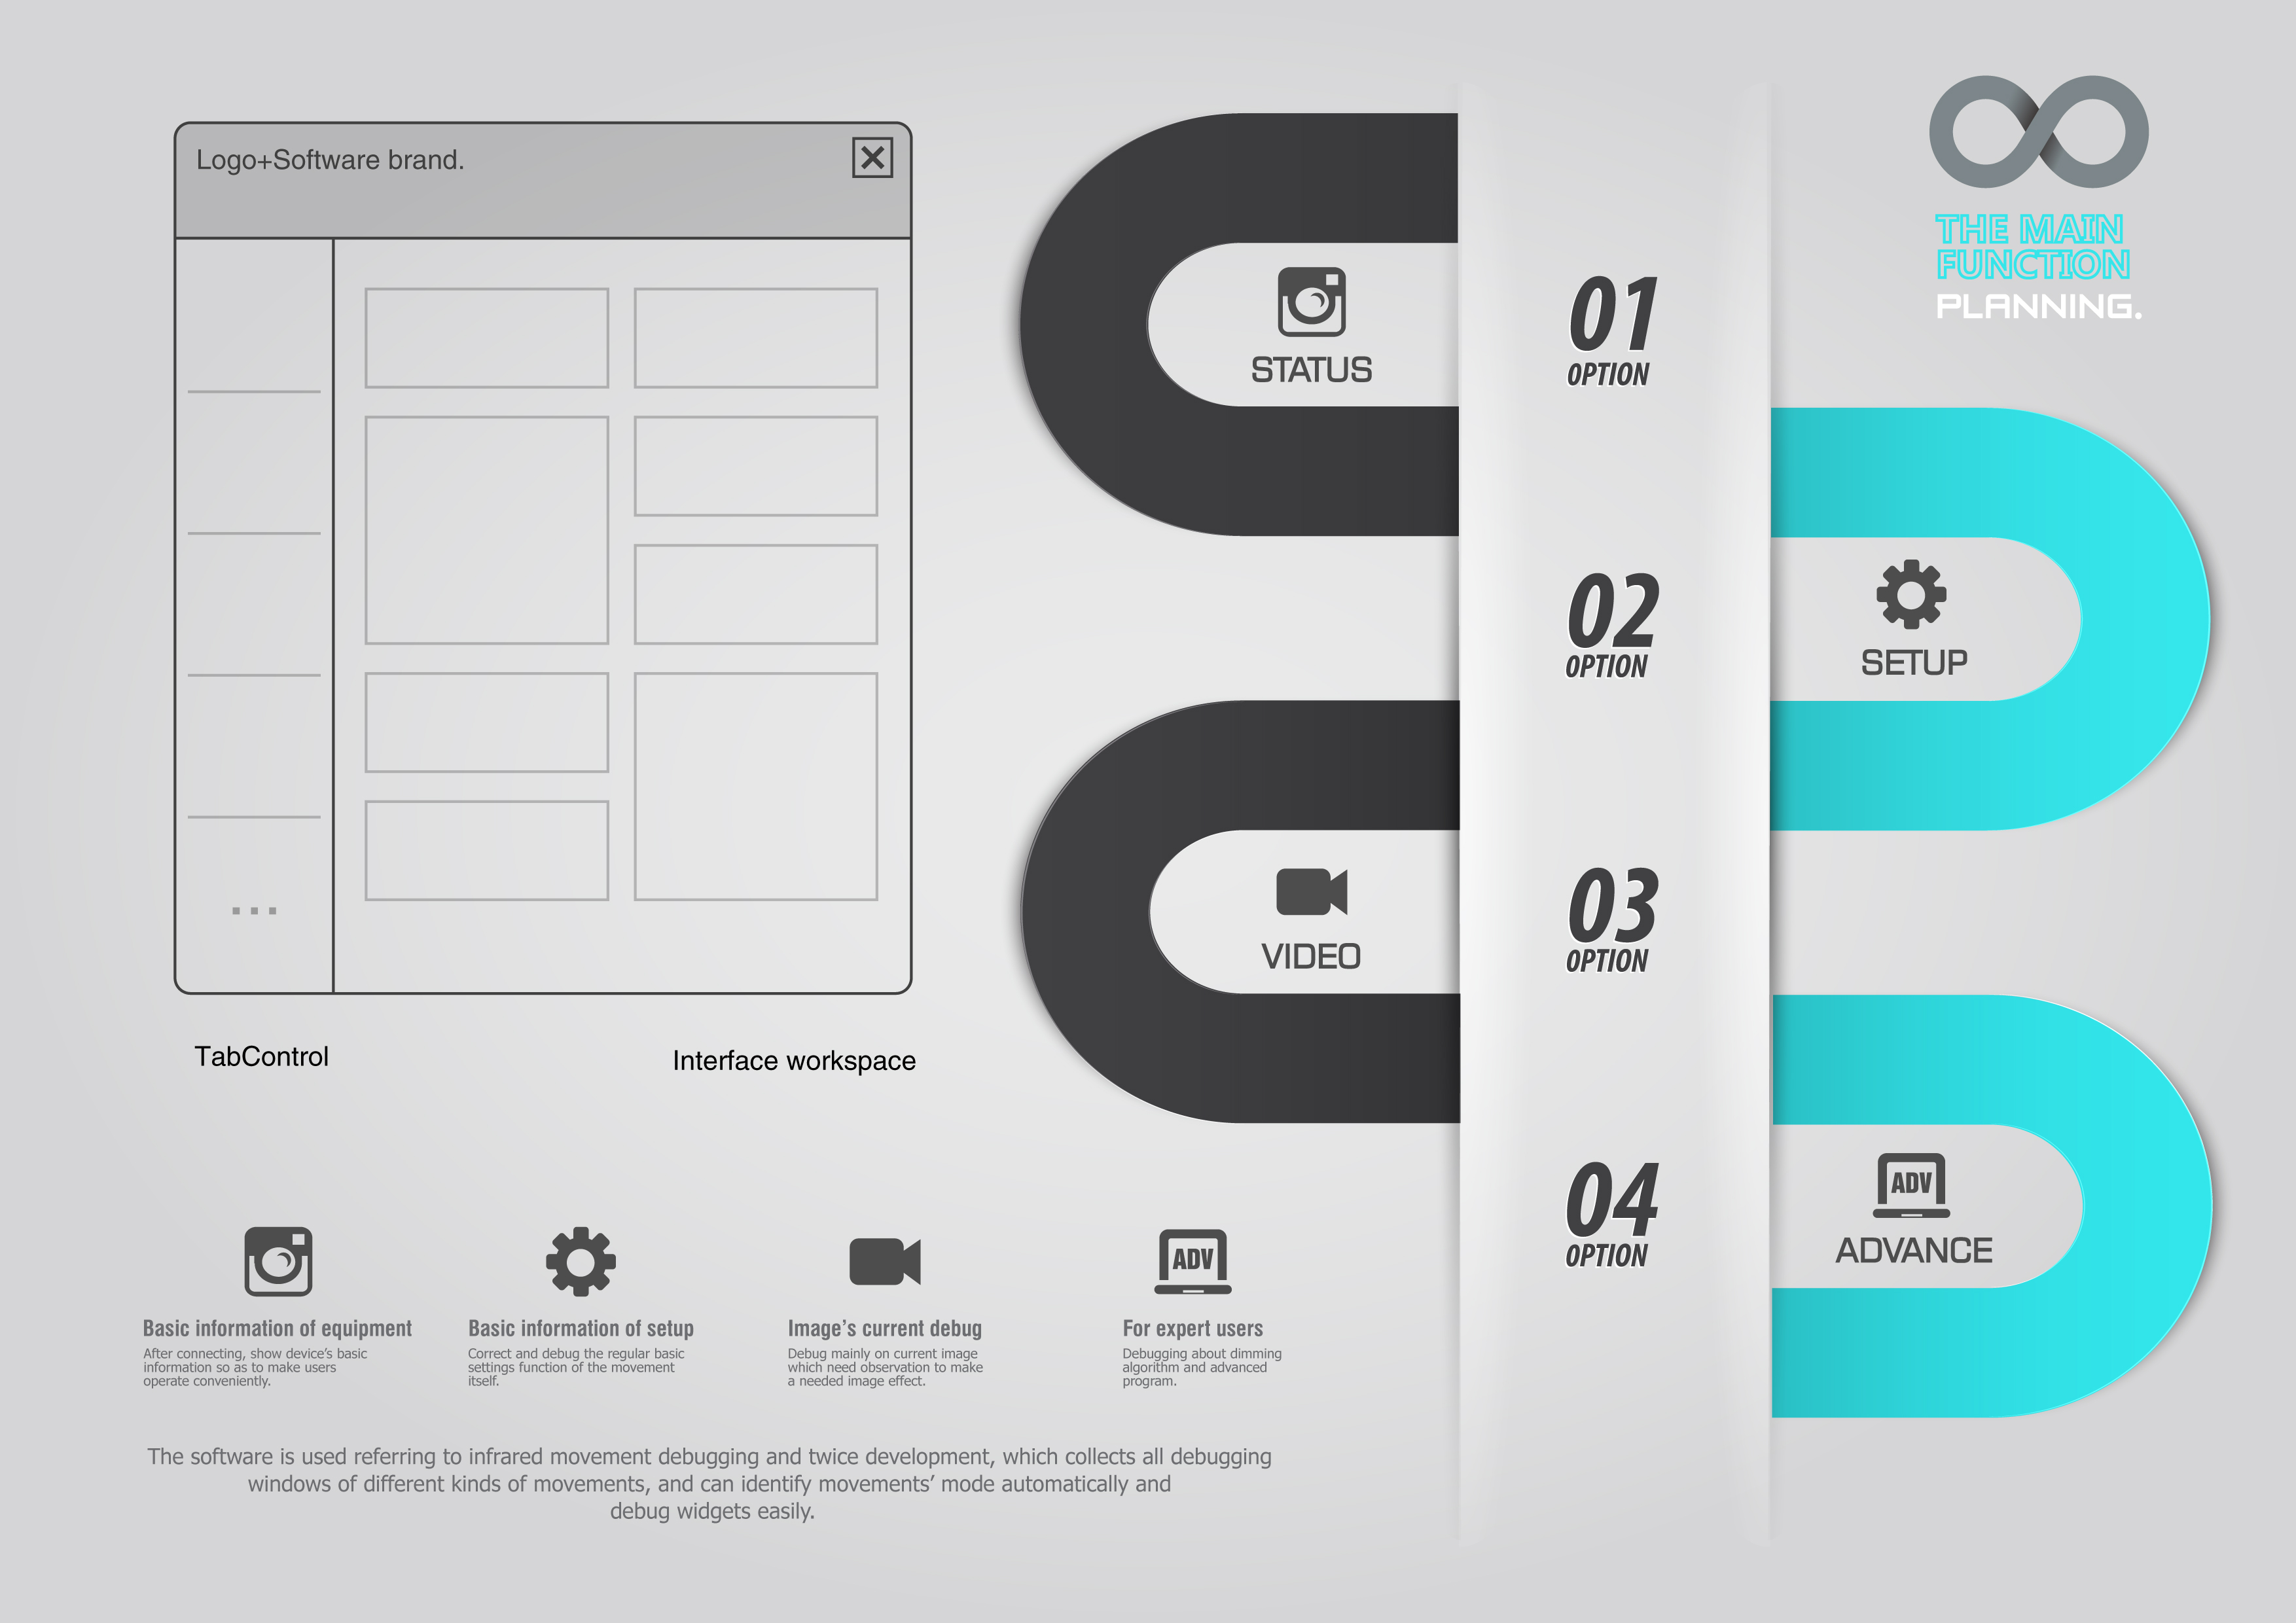 Logo+Software brand.
TabControl
Interface workspace
THE MAIN
FUNCTION
PLANNING.
STATUS
01
OPTION
02
OPTION
SETUP
VIDEO
03
OPTION
04
OPTION
ADV
ADVANCE
ADV
Basic information of equipment
After connecting, show device's basic
information so as to make users
operate conveniently.
Basic information of setup
Correct and debug the regular basic
settings function of the movement
itself.
Image's current debug
Debug mainly on current image
which need observation to make
a needed image effect.
For expert users
Debugging about dimming
algorithm and advanced
program.
The software is used referring to infrared movement debugging and twice development, which collects all debugging
windows of different kinds of movements, and can identify movements' mode automatically and
debug widgets easily.